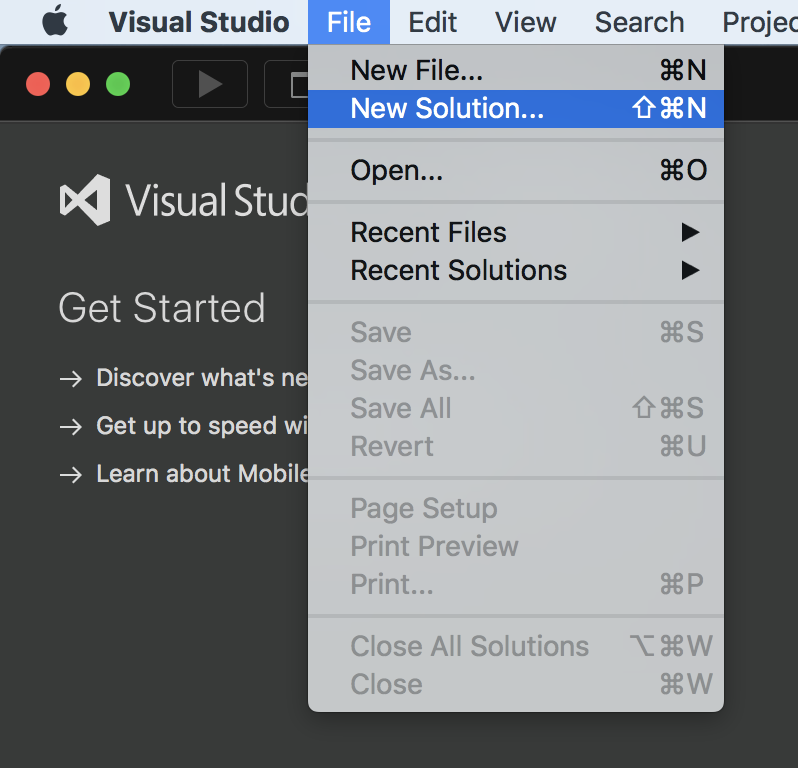 Visual Studio File Edit View Search Projec
New File... ⌘N
New Solution... ⇧⌘N
Open... ⌘O
Visual Stud
Recent Files ▶
Recent Solutions ▶
Get Started
Save ⌘S
Save As...
→ Discover what's ne
Save All ⇧⌘S
→ Get up to speed wi
Revert ⌘U
→ Learn about Mobile
Page Setup
Print Preview
Print... ⌘P
Close All Solutions ⌥⌘W
Close ⌘W